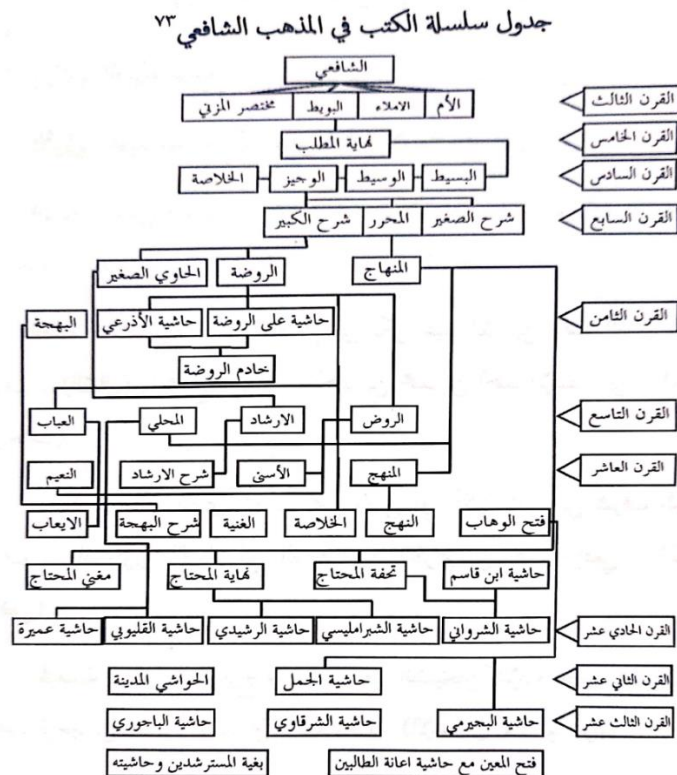 جدول سلسلة الكتب في المذهب الشافعي ٧٣
الشافعي
القرن الثالث الأم الاملاء البويط مختصر المزني
القرن الخامس نهاية المطلب
القرن السادس البسيط الوسيط الوجيز الخلاصة
القرن السابع شرح الصغير المحرر شرح الكبير
المنهاج الروضة الحاوي الصغير
القرن الثامن حاشية على الروضة حاشية الأذرعي البهجة
خادم الروضة
القرن التاسع الروض الارشاد المحلي العباب
القرن العاشر المنهج الأسنى شرح الارشاد النعيم
فتح الوهاب النهج الخلاصة الغنية شرح البهجة الايعاب
حاشية ابن قاسم تحفة المحتاج نهاية المحتاج مغني المحتاج
القرن الحادي عشر حاشية الشرواني حاشية الشبرامليسي حاشية الرشيدي حاشية القليوبي حاشية عميرة
القرن الثاني عشر حاشية الجمل الحواشي المدينة
القرن الثالث عشر حاشية البجيرمي حاشية الشرقاوي حاشية الباجوري
فتح المعين مع حاشية اعانة الطالبين بغية المسترشدين وحاشيته